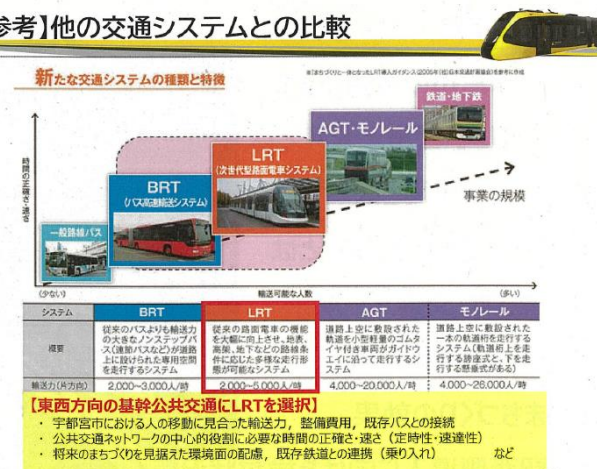 参考】他の交通システムとの比較
新たな交通システムの種類と特徴
※「まちづくりと一体となったLRT導入ガイダンス(2005年(社)日本交通計画協会)を参考に作成
鉄道・地下鉄
AGT・モノレール
LRT
(次世代型路面電車システム)
BRT
(バス高速輸送システム)
一般路線バス
時間の正確さ・速さ
事業の規模
(少ない)
輸送可能な人数
(多い)
システム BRT LRT AGT モノレール
概要
従来のバスよりも輸送力
の大きなノンステップバ
ス(連節バスなど)が道路
上に設けられた専用空間
を走行するシステム
従来の路面電車の機能
を大幅に向上させ、地表、
高架、地下などの路線条
件に応じた多様な走行形
態が可能なシステム
道路上空に敷設された
軌道を小型軽量のゴムタ
イヤ付き車両がガイドウ
エイに沿って走行するシ
ステム
道路上空に敷設された
一本の軌道桁を走行する
システム(軌道桁上を走
行する跨座式と、下を走
行する懸垂式がある)
輸送力(片方向) 2,000〜3,000人/時 2,000〜5,000人/時 4,000〜20,000人/時 4,000〜26,000人/時
【東西方向の基幹公共交通にLRTを選択】
・ 宇都宮市における人の移動に見合った輸送力，整備費用，既存バスとの接続
・ 公共交通ネットワークの中心的役割に必要な時間の正確さ・速さ（定時性・速達性）
・ 将来のまちづくりを見据えた環境面の配慮，既存鉄道との連携（乗り入れ） など